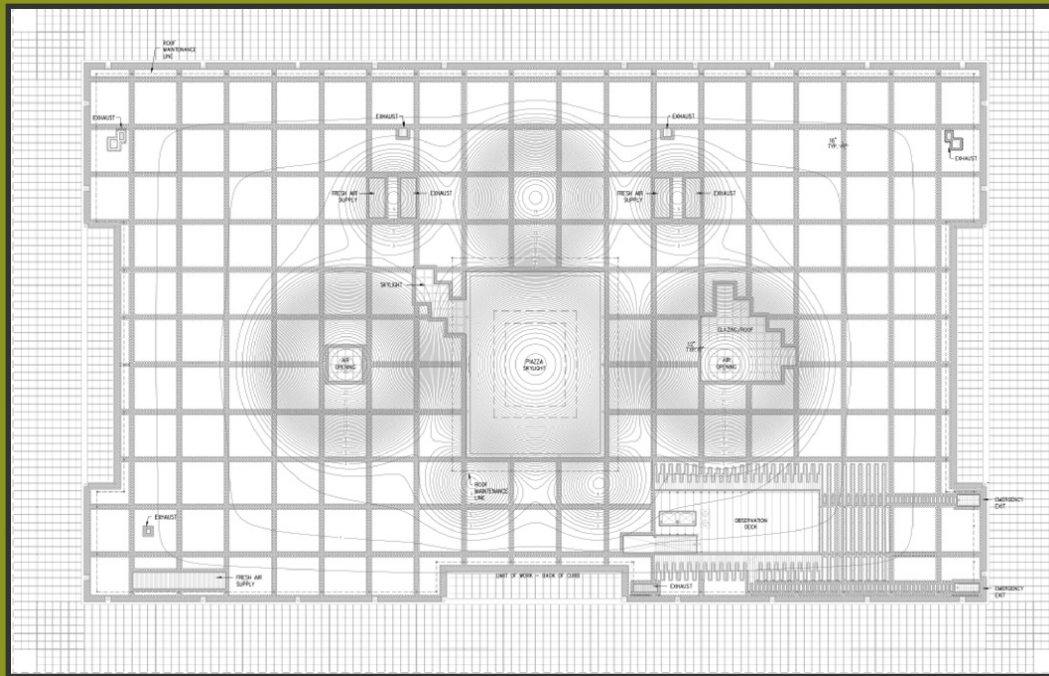 ROOF
MAINTENANCE
LINE
EXHAUST
EXHAUST
EXHAUST
EXHAUST
FRESH AIR
SUPPLY
EXHAUST
FRESH AIR
SUPPLY
EXHAUST
SKYLIGHT
GLAZING/ROOF
AIR
OPENING
PIAZZA
SKYLIGHT
AIR
OPENING
ROOF
MAINTENANCE
LINE
EXHAUST
OBSERVATION
DECK
EMERGENCY
EXIT
FRESH AIR
SUPPLY
LIMIT OF WORK - BACK OF CURB
EXHAUST
EMERGENCY
EXIT